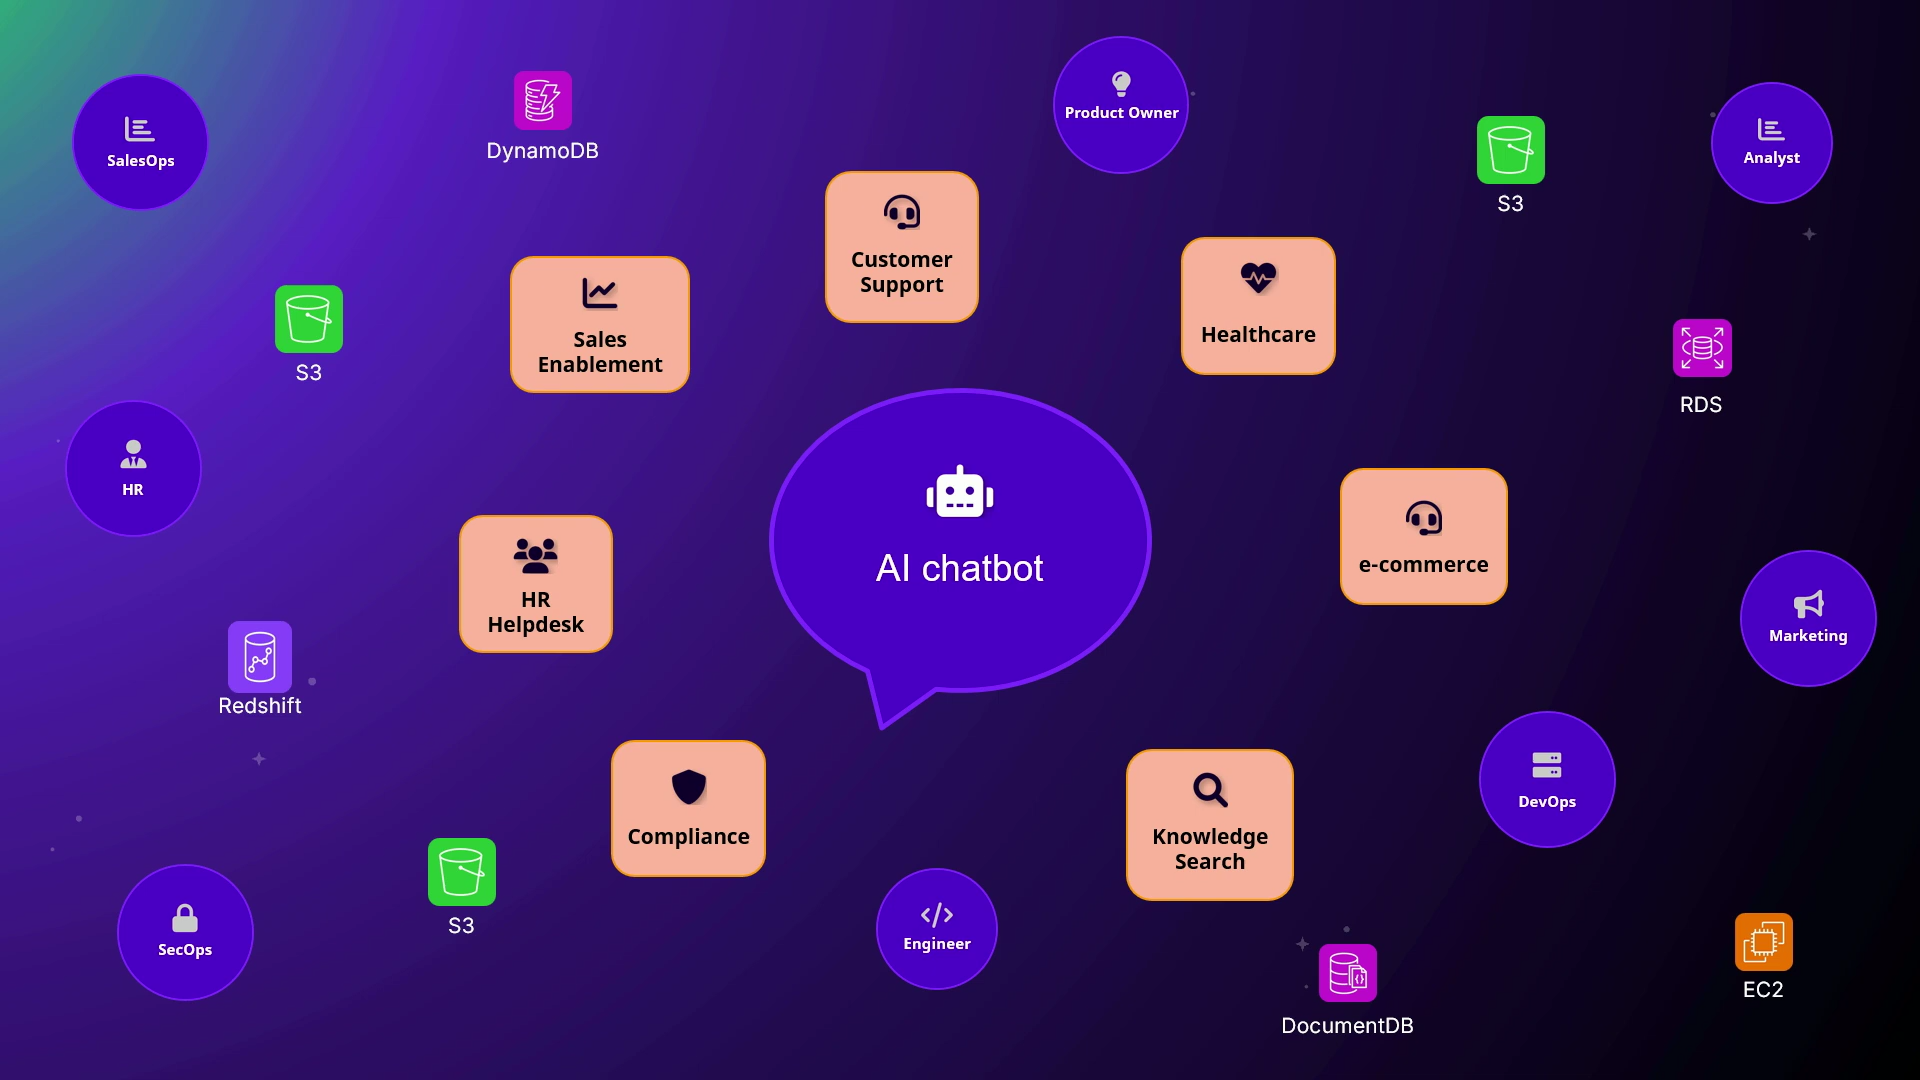 Product Owner
SalesOps
DynamoDB
Analyst
S3
Customer
Support
Healthcare
Sales
Enablement
S3
RDS
HR
AI chatbot
e-commerce
HR
Helpdesk
Marketing
Redshift
DevOps
Compliance
Knowledge
Search
S3
Engineer
SecOps
EC2
DocumentDB